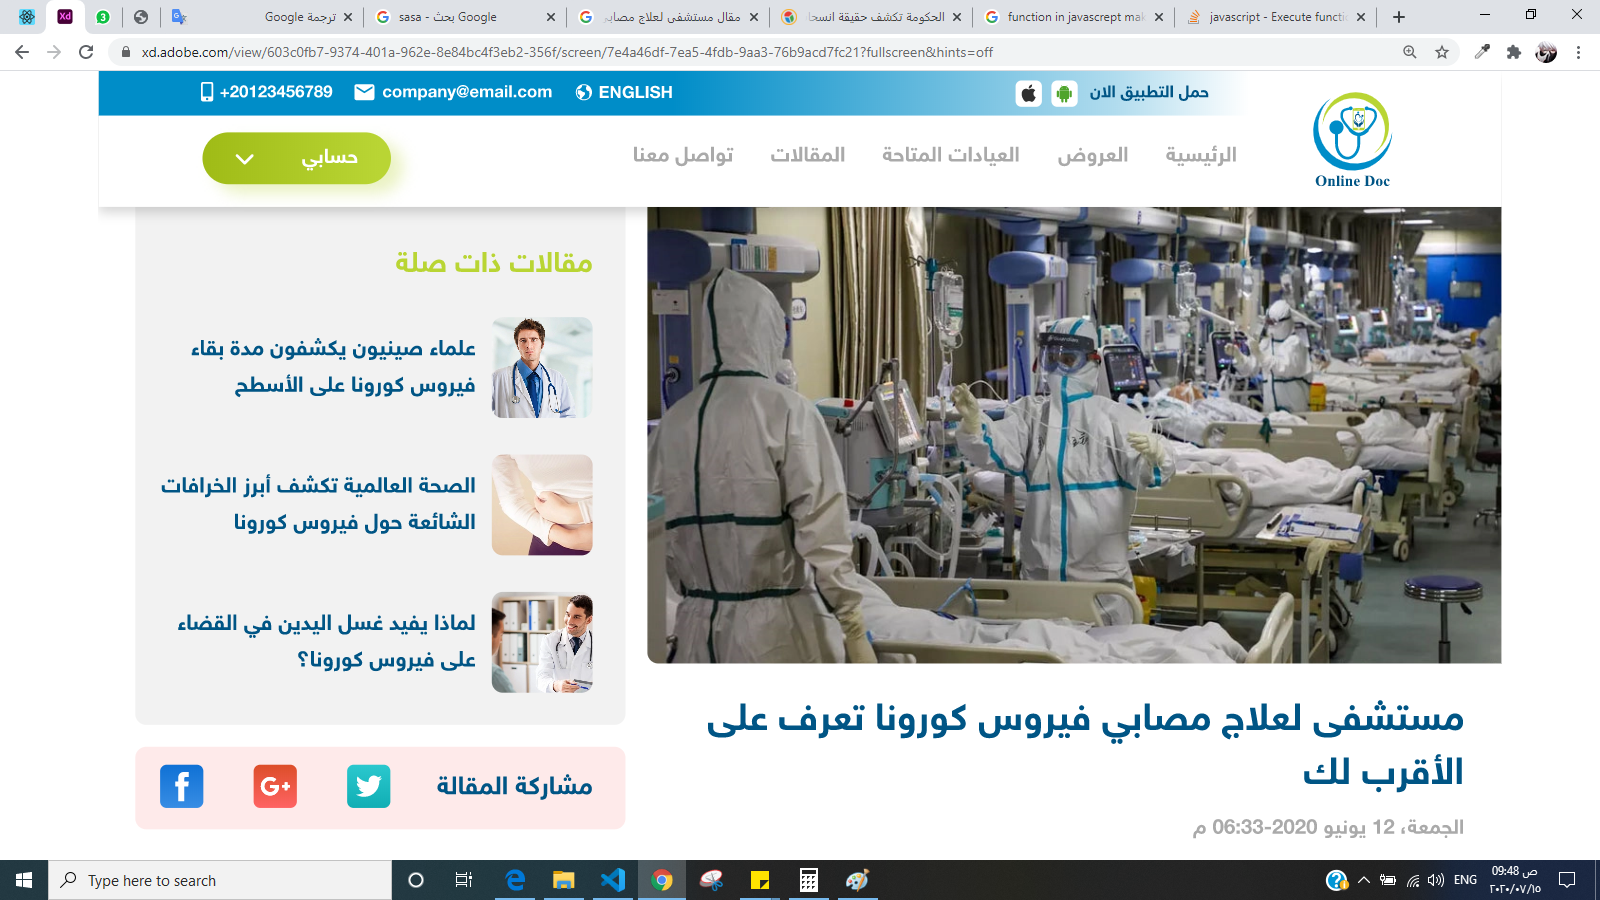 ترجمة Google
sasa - بحث Google
مقال مستشفى لعلاج مصابي
الحكومة تكشف حقيقة انسحا
function in javascrept mak
javascript - Execute functi
xd.adobe.com/view/603c0fb7-9374-401a-962e-8e84bc4f3eb2-356f/screen/7e4a46df-7ea5-4fdb-9aa3-76b9acd7fc21?fullscreen&hints=off
+20123456789
company@email.com
ENGLISH
حمل التطبيق الان
Online Doc
الرئيسية
العروض
العيادات المتاحة
المقالات
تواصل معنا
حسابي
مستشفى لعلاج مصابي فيروس كورونا تعرف على
الأقرب لك
الجمعة، 12 يونيو 2020-06:33 م
مقالات ذات صلة
علماء صينيون يكشفون مدة بقاء
فيروس كورونا على الأسطح
الصحة العالمية تكشف أبرز الخرافات
الشائعة حول فيروس كورونا
لماذا يفيد غسل اليدين في القضاء
على فيروس كورونا؟
مشاركة المقالة
Type here to search
ENG
09:48 ص
٢٠٢٠/٠٧/١٥